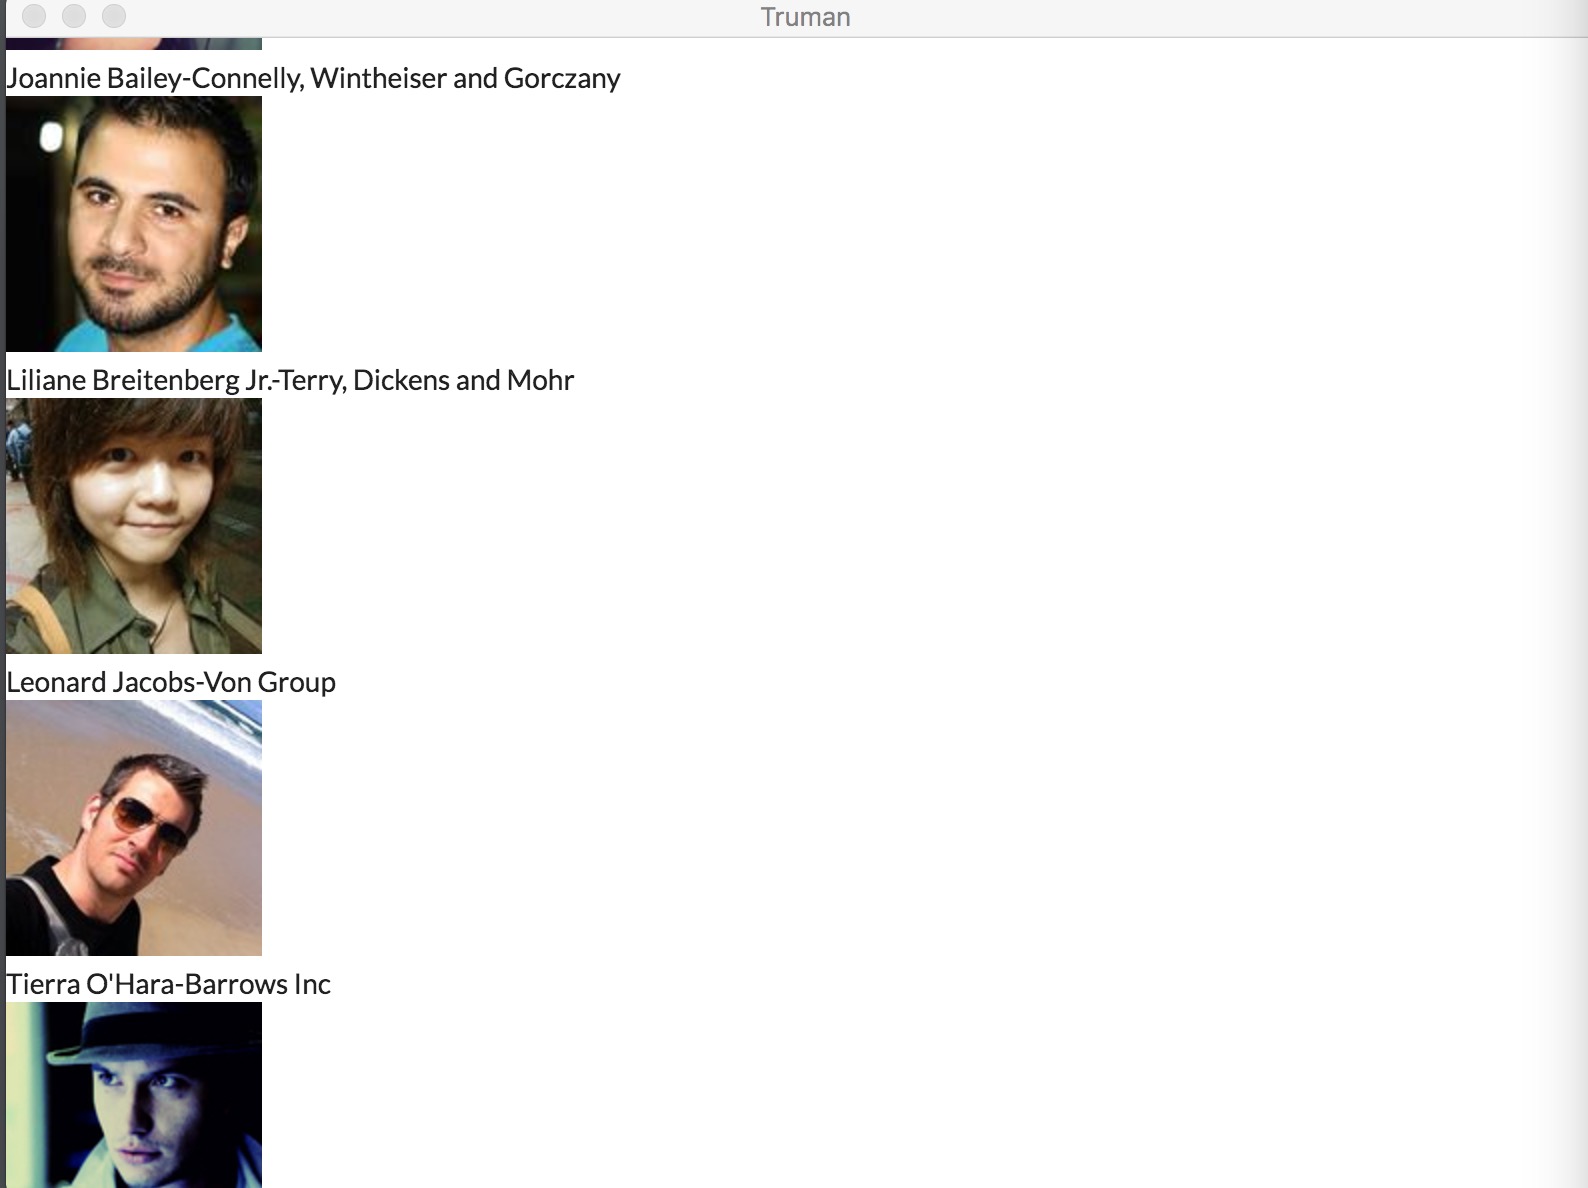 Truman
Joannie Bailey-Connelly, Wintheiser and Gorczany
Liliane Breitenberg Jr.-Terry, Dickens and Mohr
Leonard Jacobs-Von Group
Tierra O'Hara-Barrows Inc